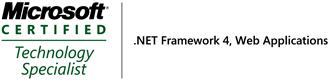 Microsoft
CERTIFIED
Technology
Specialist
.NET Framework 4, Web Applications